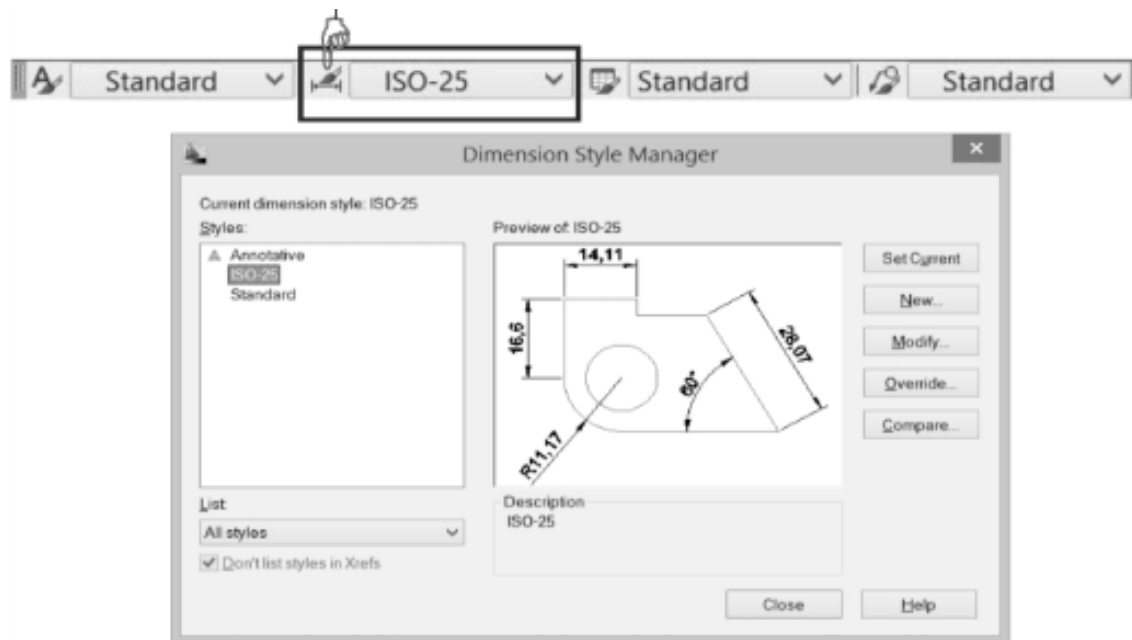 Standard ISO-25 Standard Standard
Dimension Style Manager
Current dimension style: ISO-25
Styles:
Annotative
ISO-25
Standard
List:
All styles
Don't list styles in Xrefs
Preview of: ISO-25
14,11
16,6
28,07
60°
R11,17
Description
ISO-25
Set Current
New...
Modify...
Override...
Compare...
Close
Help